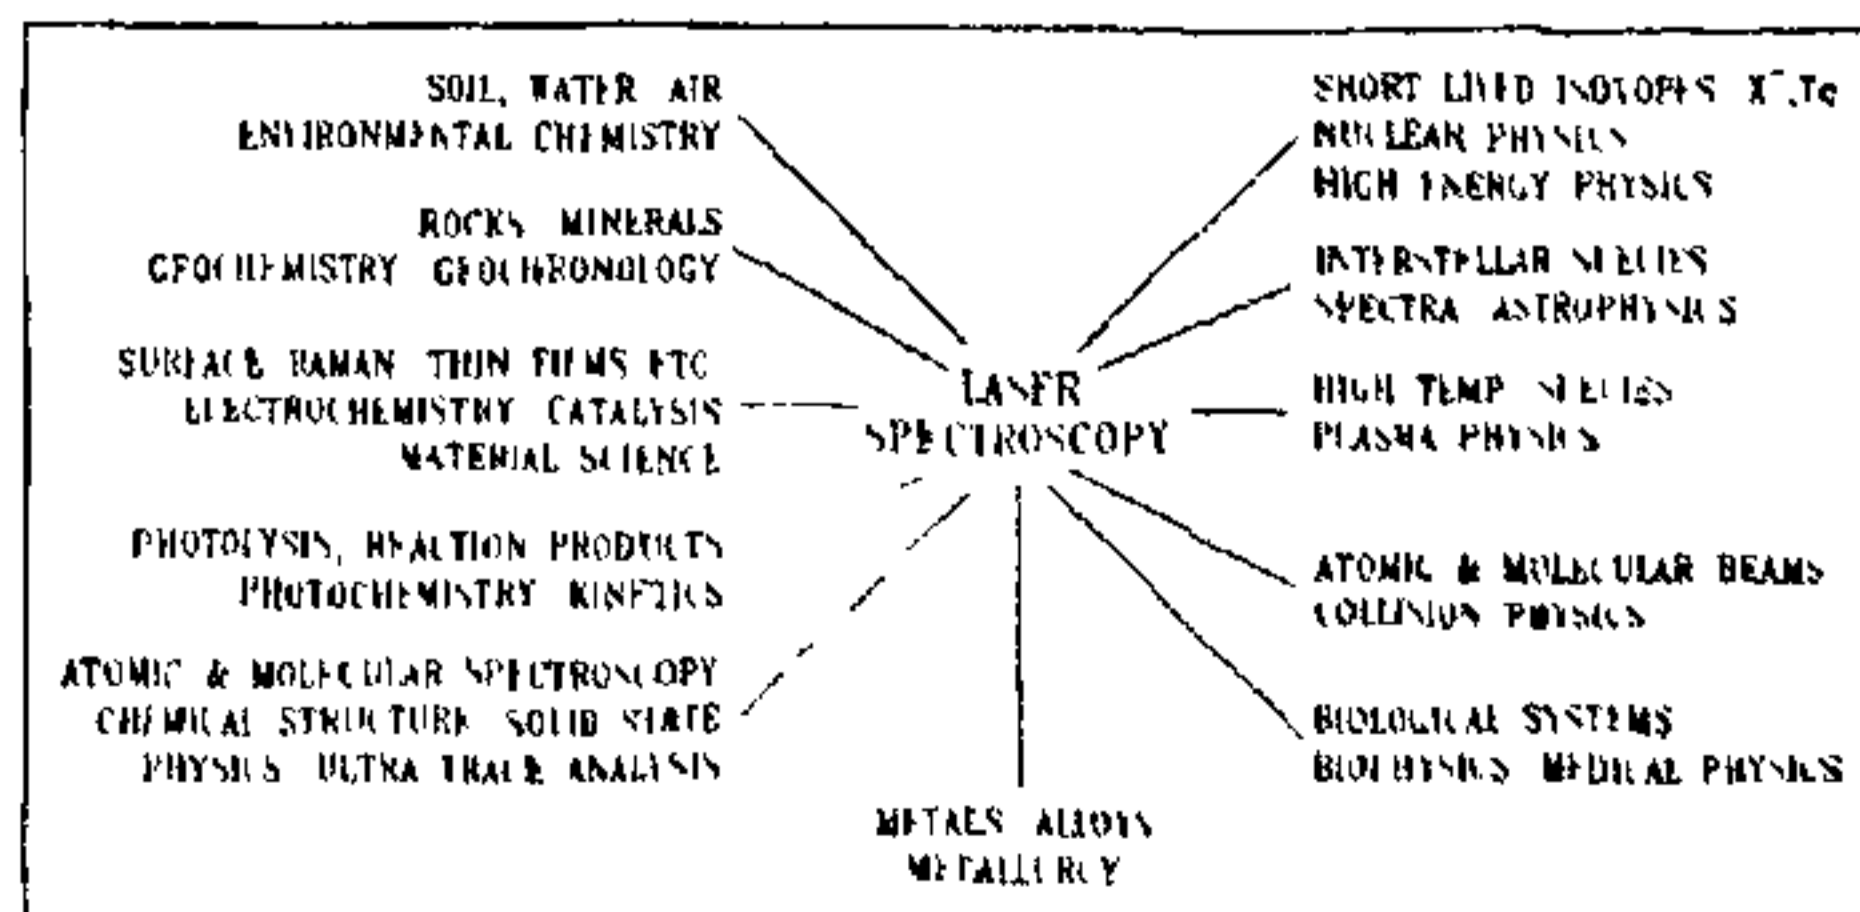 SOIL, WATER AIR
ENVIRONMENTAL CHEMISTRY
ROCKS MINERALS
GEOCHEMISTRY GEOCHRONOLOGY
SURFACE RAMAN THIN FILMS ETC
ELECTROCHEMISTRY CATALYSIS
MATERIAL SCIENCE
PHOTOLYSIS, REACTION PRODUCTS
PHOTOCHEMISTRY KINETICS
ATOMIC & MOLECULAR SPECTROSCOPY
CHEMICAL STRUCTURE SOLID STATE
PHYSICS ULTRA TRACE ANALYSIS
LASER
SPECTROSCOPY
METALS ALLOYS
METALLURGY
SHORT LIVED ISOTOPES
NUCLEAR PHYSICS
HIGH ENERGY PHYSICS
INTERSTELLAR SPECIES
SPECTRA ASTROPHYSICS
HIGH TEMP SPECIES
PLASMA PHYSICS
ATOMIC & MOLECULAR BEAMS
COLLISION PHYSICS
BIOLOGICAL SYSTEMS
BIOPHYSICS MEDICAL PHYSICS